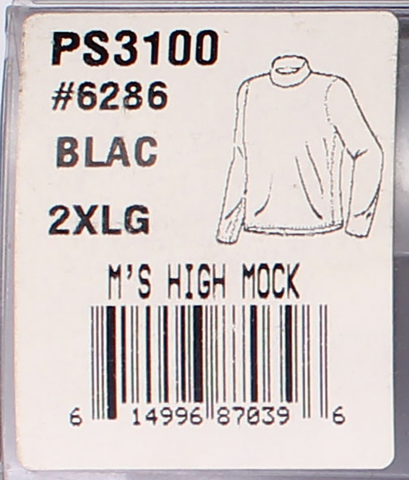 PS3100
#6286
BLAC
2XLG
M'S HIGH MOCK
6 14996 87039 6